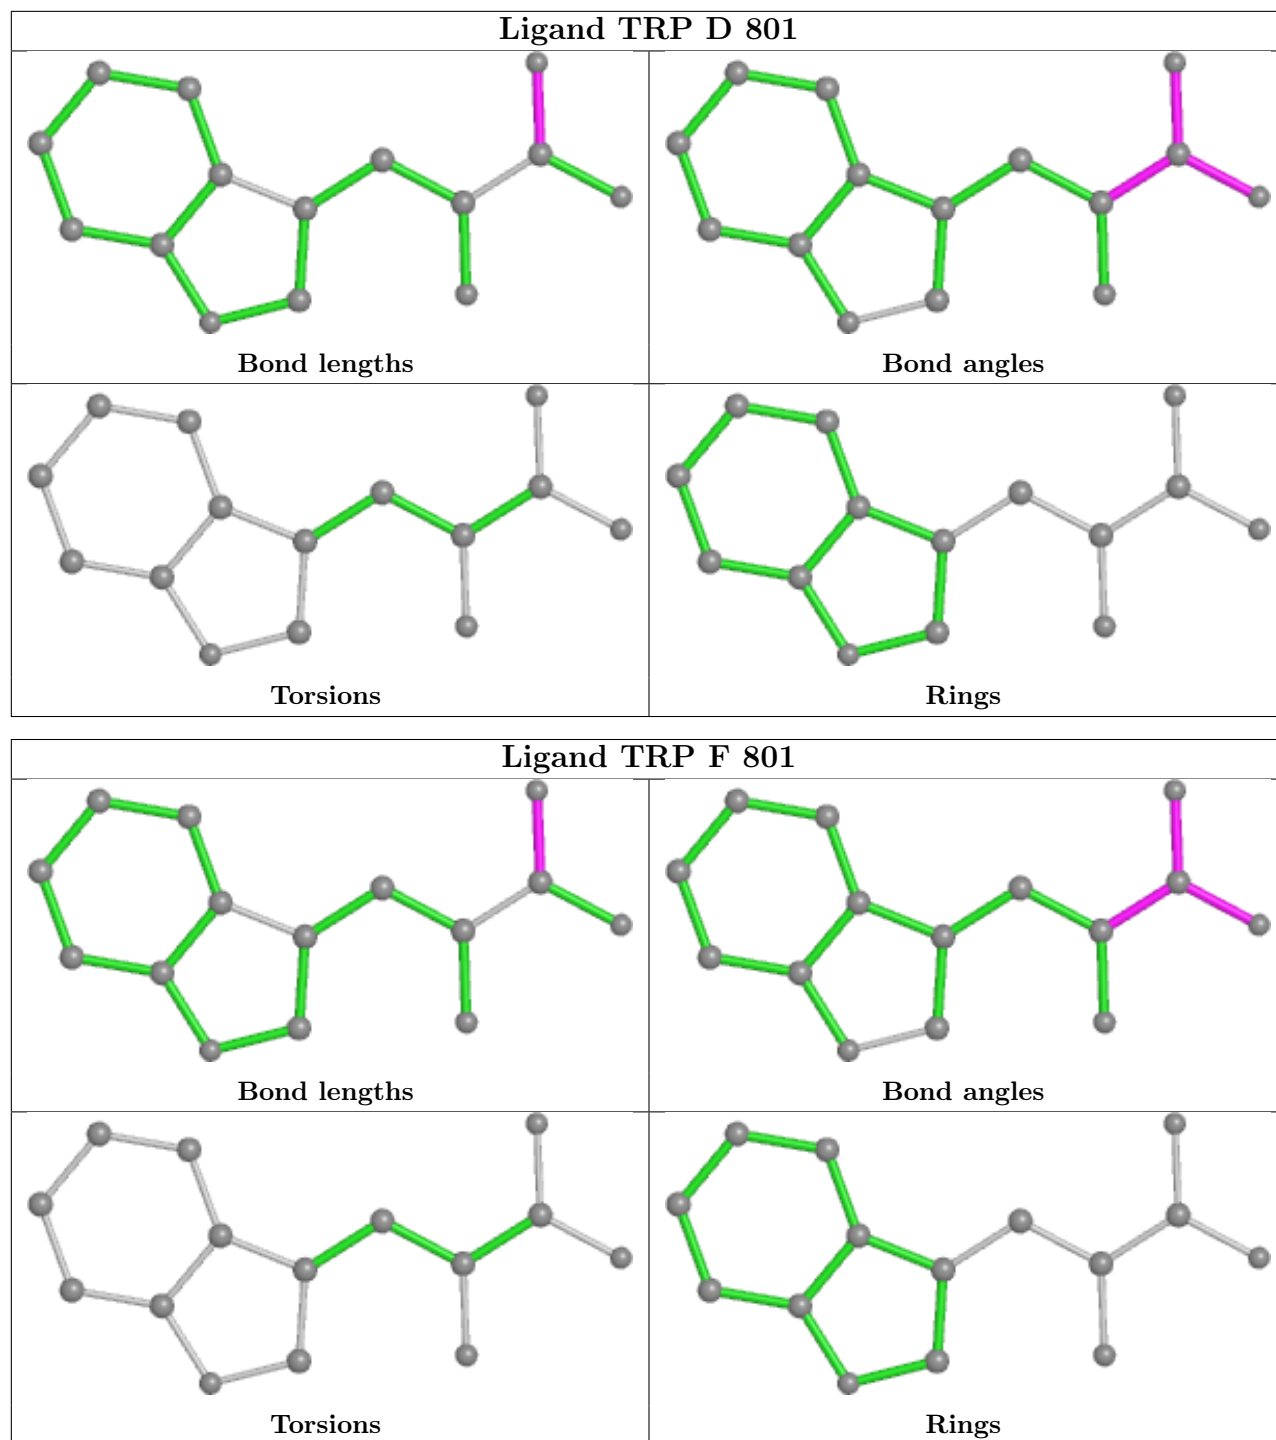 Ligand TRP D 801
Bond lengths
Bond angles
Torsions
Rings
Ligand TRP F 801
Bond lengths
Bond angles
Torsions
Rings